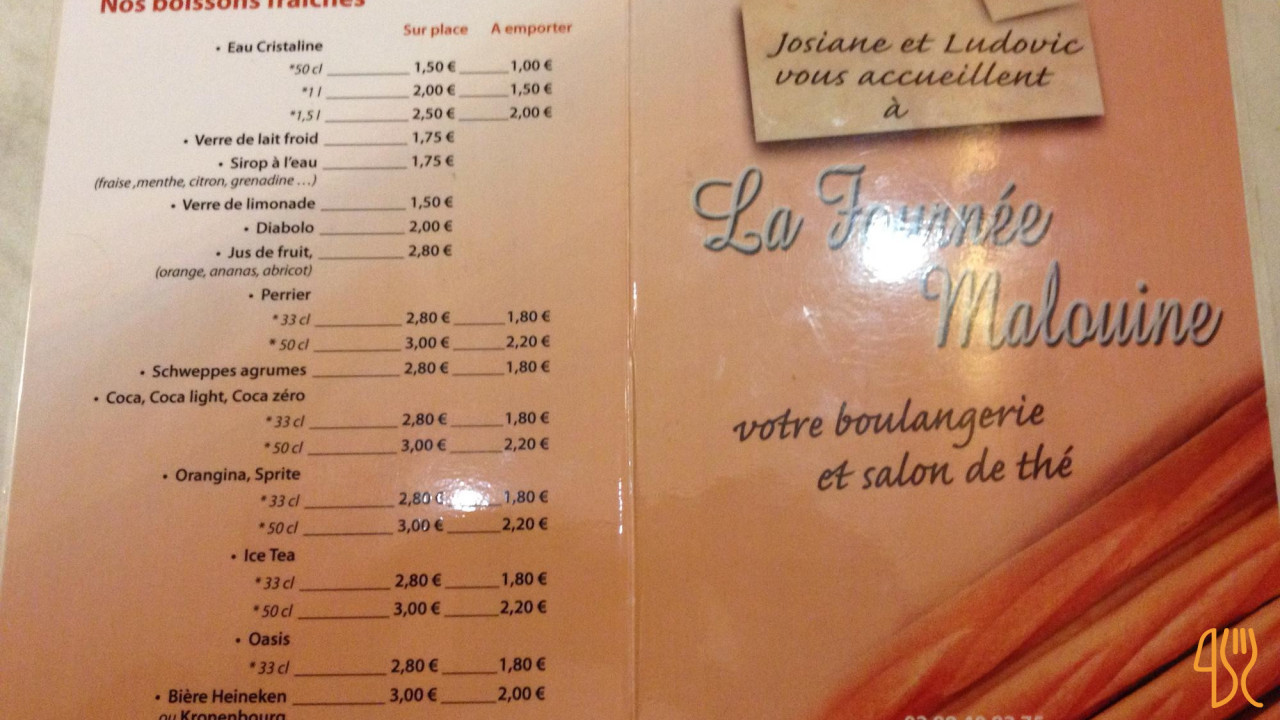 Nos boissons fraîches
Sur place A emporter
• Eau Cristaline
*50 cl 1,50 € 1,00 €
*1 l 2,00 € 1,50 €
*1,5 l 2,50 € 2,00 €
• Verre de lait froid 1,75 €
• Sirop à l'eau 1,75 €
(fraise ,menthe, citron, grenadine ...)
• Verre de limonade 1,50 €
• Diabolo 2,00 €
• Jus de fruit, 2,80 €
(orange, ananas, abricot)
• Perrier
* 33 cl 2,80 € 1,80 €
* 50 cl 3,00 € 2,20 €
• Schweppes agrumes 2,80 € 1,80 €
• Coca, Coca light, Coca zéro
* 33 cl 2,80 € 1,80 €
* 50 cl 3,00 € 2,20 €
• Orangina, Sprite
* 33 cl 2,80 € 1,80 €
* 50 cl 3,00 € 2,20 €
• Ice Tea
* 33 cl 2,80 € 1,80 €
* 50 cl 3,00 € 2,20 €
• Oasis
* 33 cl 2,80 € 1,80 €
• Bière Heineken 3,00 € 2,00 €
ou Kronenbourg
Josiane et Ludovic
vous accueillent
à
La Fournée
Malouine
votre boulangerie
et salon de thé